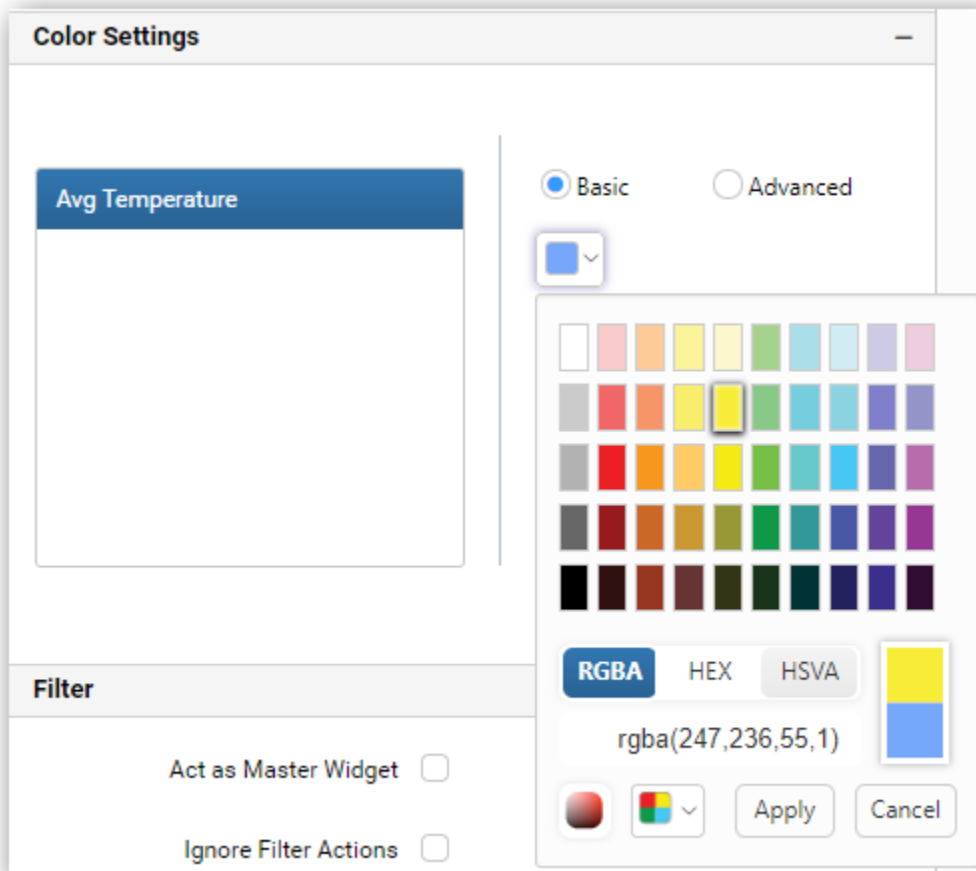 Color Settings
Avg Temperature
Basic
Advanced
RGBA
HEX
HSVA
rgba(247,236,55,1)
Apply
Cancel
Filter
Act as Master Widget
Ignore Filter Actions